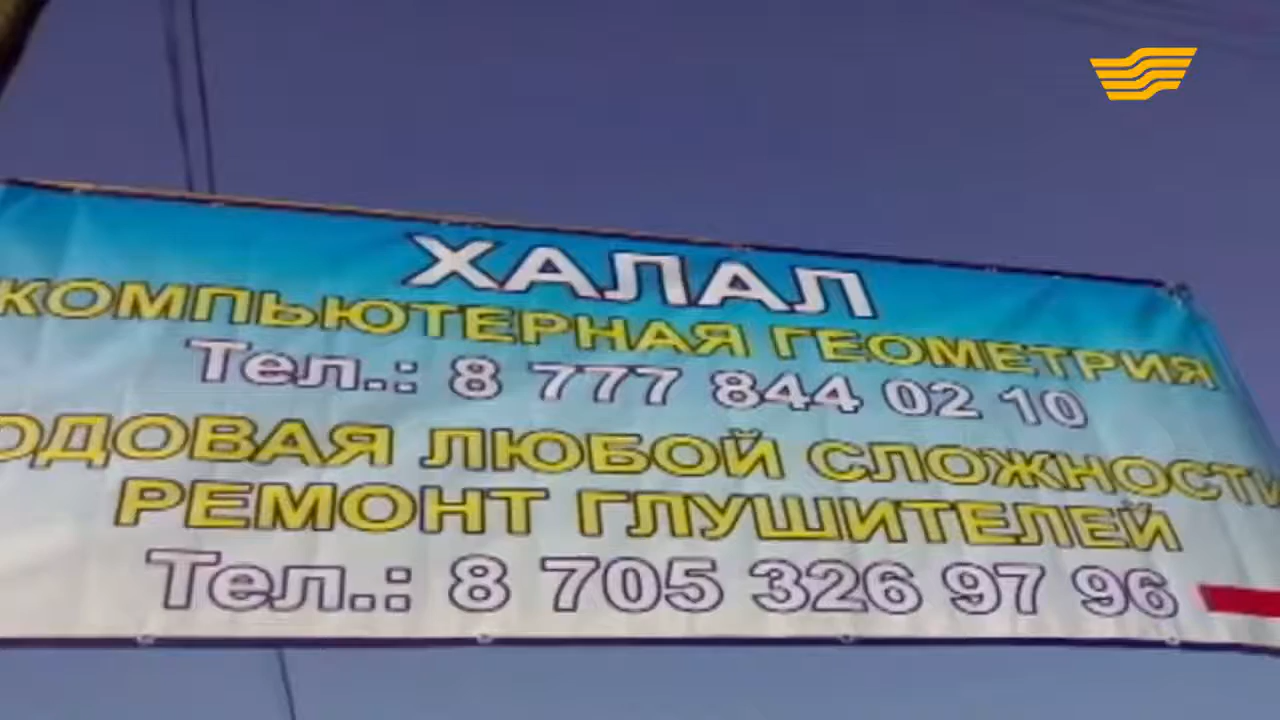 ХАЛАЛ
КОМПЬЮТЕРНАЯ ГЕОМЕТРИЯ
Тел.: 8 777 844 02 10
ОДОВАЯ ЛЮБОЙ СЛОЖНОСТИ
РЕМОНТ ГЛУШИТЕЛЕЙ
Тел.: 8 705 326 97 96